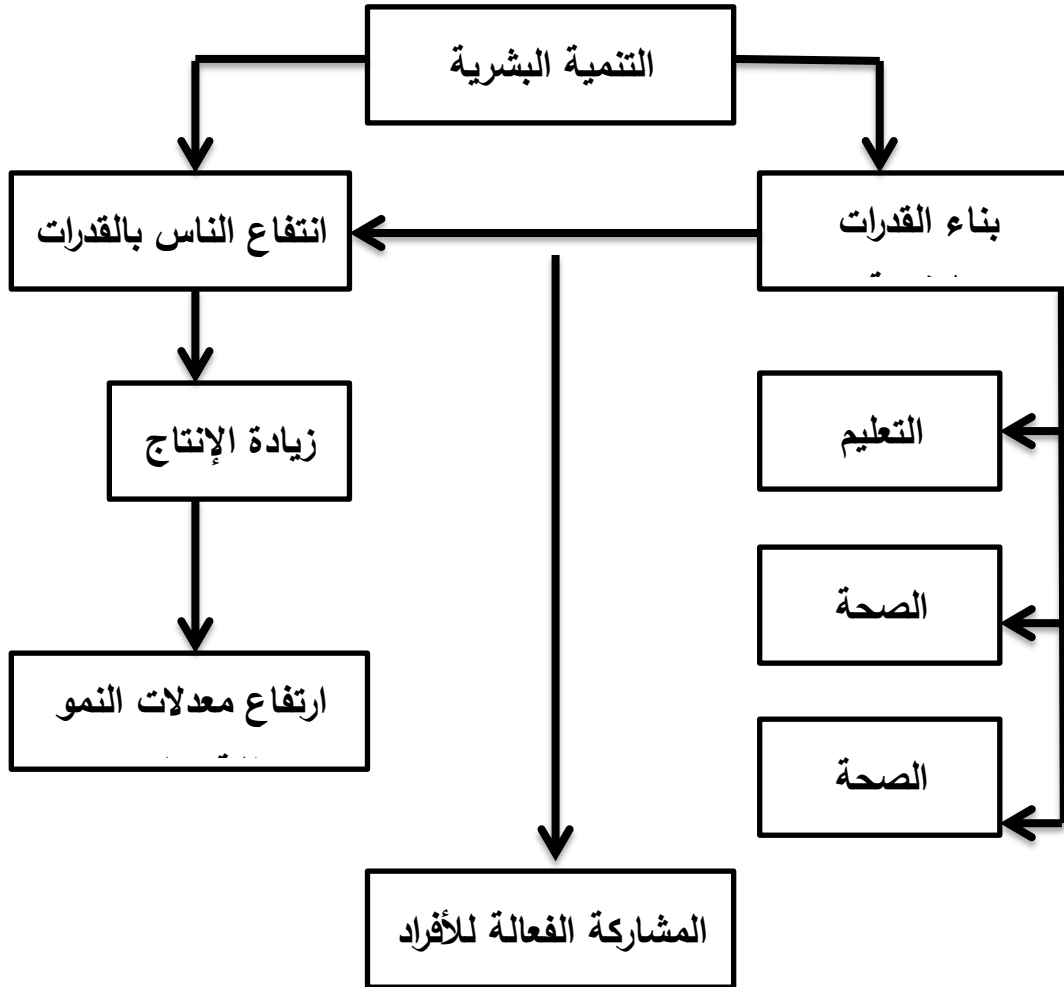 التنمية البشرية
بناء القدرات
انتفاع الناس بالقدرات
التعليم
زيادة الإنتاج
الصحة
ارتفاع معدلات النمو
الصحة
المشاركة الفعالة للأفراد